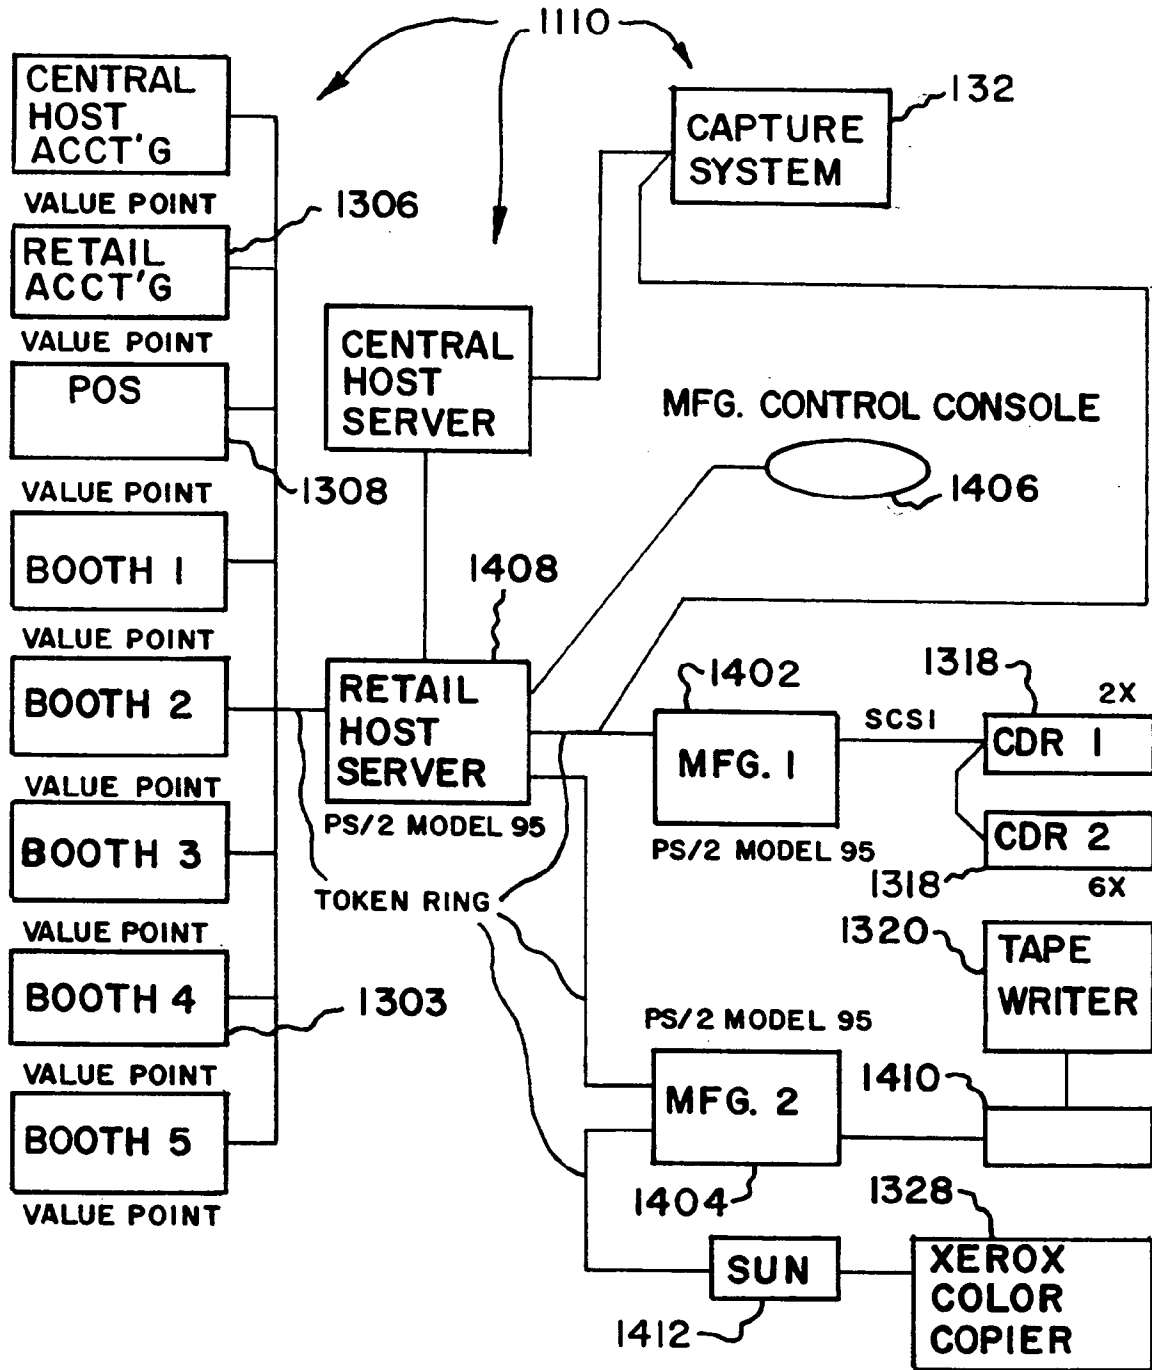 1110
CENTRAL
HOST
ACCT'G
VALUE POINT
1306
RETAIL
ACCT'G
VALUE POINT
POS
1308
VALUE POINT
BOOTH 1
VALUE POINT
BOOTH 2
VALUE POINT
BOOTH 3
VALUE POINT
BOOTH 4
1303
VALUE POINT
BOOTH 5
VALUE POINT
CAPTURE
SYSTEM
132
CENTRAL
HOST
SERVER
MFG. CONTROL CONSOLE
1406
1408
RETAIL
HOST
SERVER
PS/2 MODEL 95
TOKEN RING
1402
MFG. 1
PS/2 MODEL 95
SCSI
1318
2X
CDR 1
CDR 2
1318
6X
1320
TAPE
WRITER
PS/2 MODEL 95
MFG. 2
1404
1410
SUN
1412
1328
XEROX
COLOR
COPIER